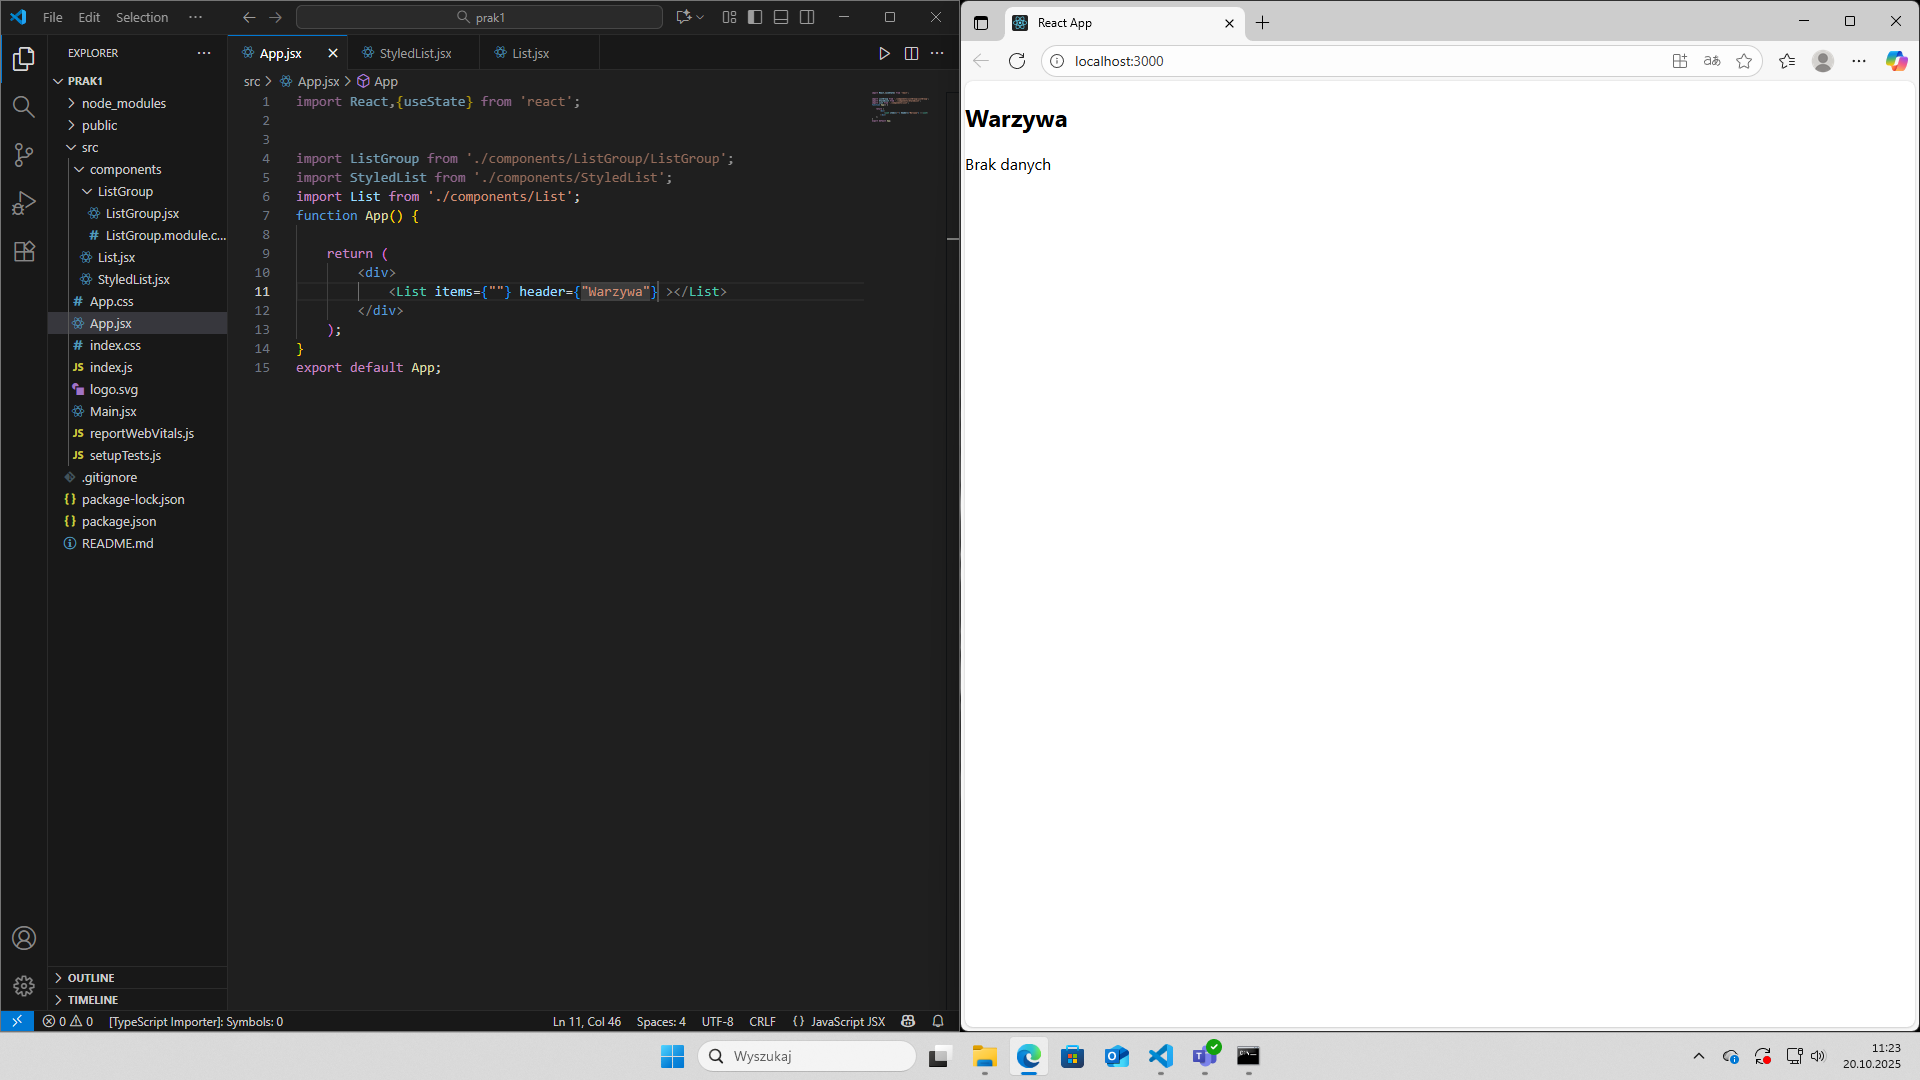 File Edit Selection ··· prak1
EXPLORER ···
PRAK1
node_modules
public
src
components
ListGroup
ListGroup.jsx
ListGroup.module.c...
List.jsx
StyledList.jsx
App.css
App.jsx
index.css
index.js
logo.svg
Main.jsx
reportWebVitals.js
setupTests.js
.gitignore
package-lock.json
package.json
README.md
OUTLINE
TIMELINE
App.jsx StyledList.jsx List.jsx
src > App.jsx > App
1 import React,{useState} from 'react';
2
3
4 import ListGroup from './components/ListGroup/ListGroup';
5 import StyledList from './components/StyledList';
6 import List from './components/List';
7 function App() {
8
9 return (
10 <div>
11 <List items={""} header={"Warzywa"} ></List>
12 </div>
13 );
14 }
15 export default App;
0 0 [TypeScript Importer]: Symbols: 0 Ln 11, Col 46 Spaces: 4 UTF-8 CRLF {} JavaScript JSX
React App
localhost:3000
Warzywa
Brak danych
Wyszukaj
11:23
20.10.2025